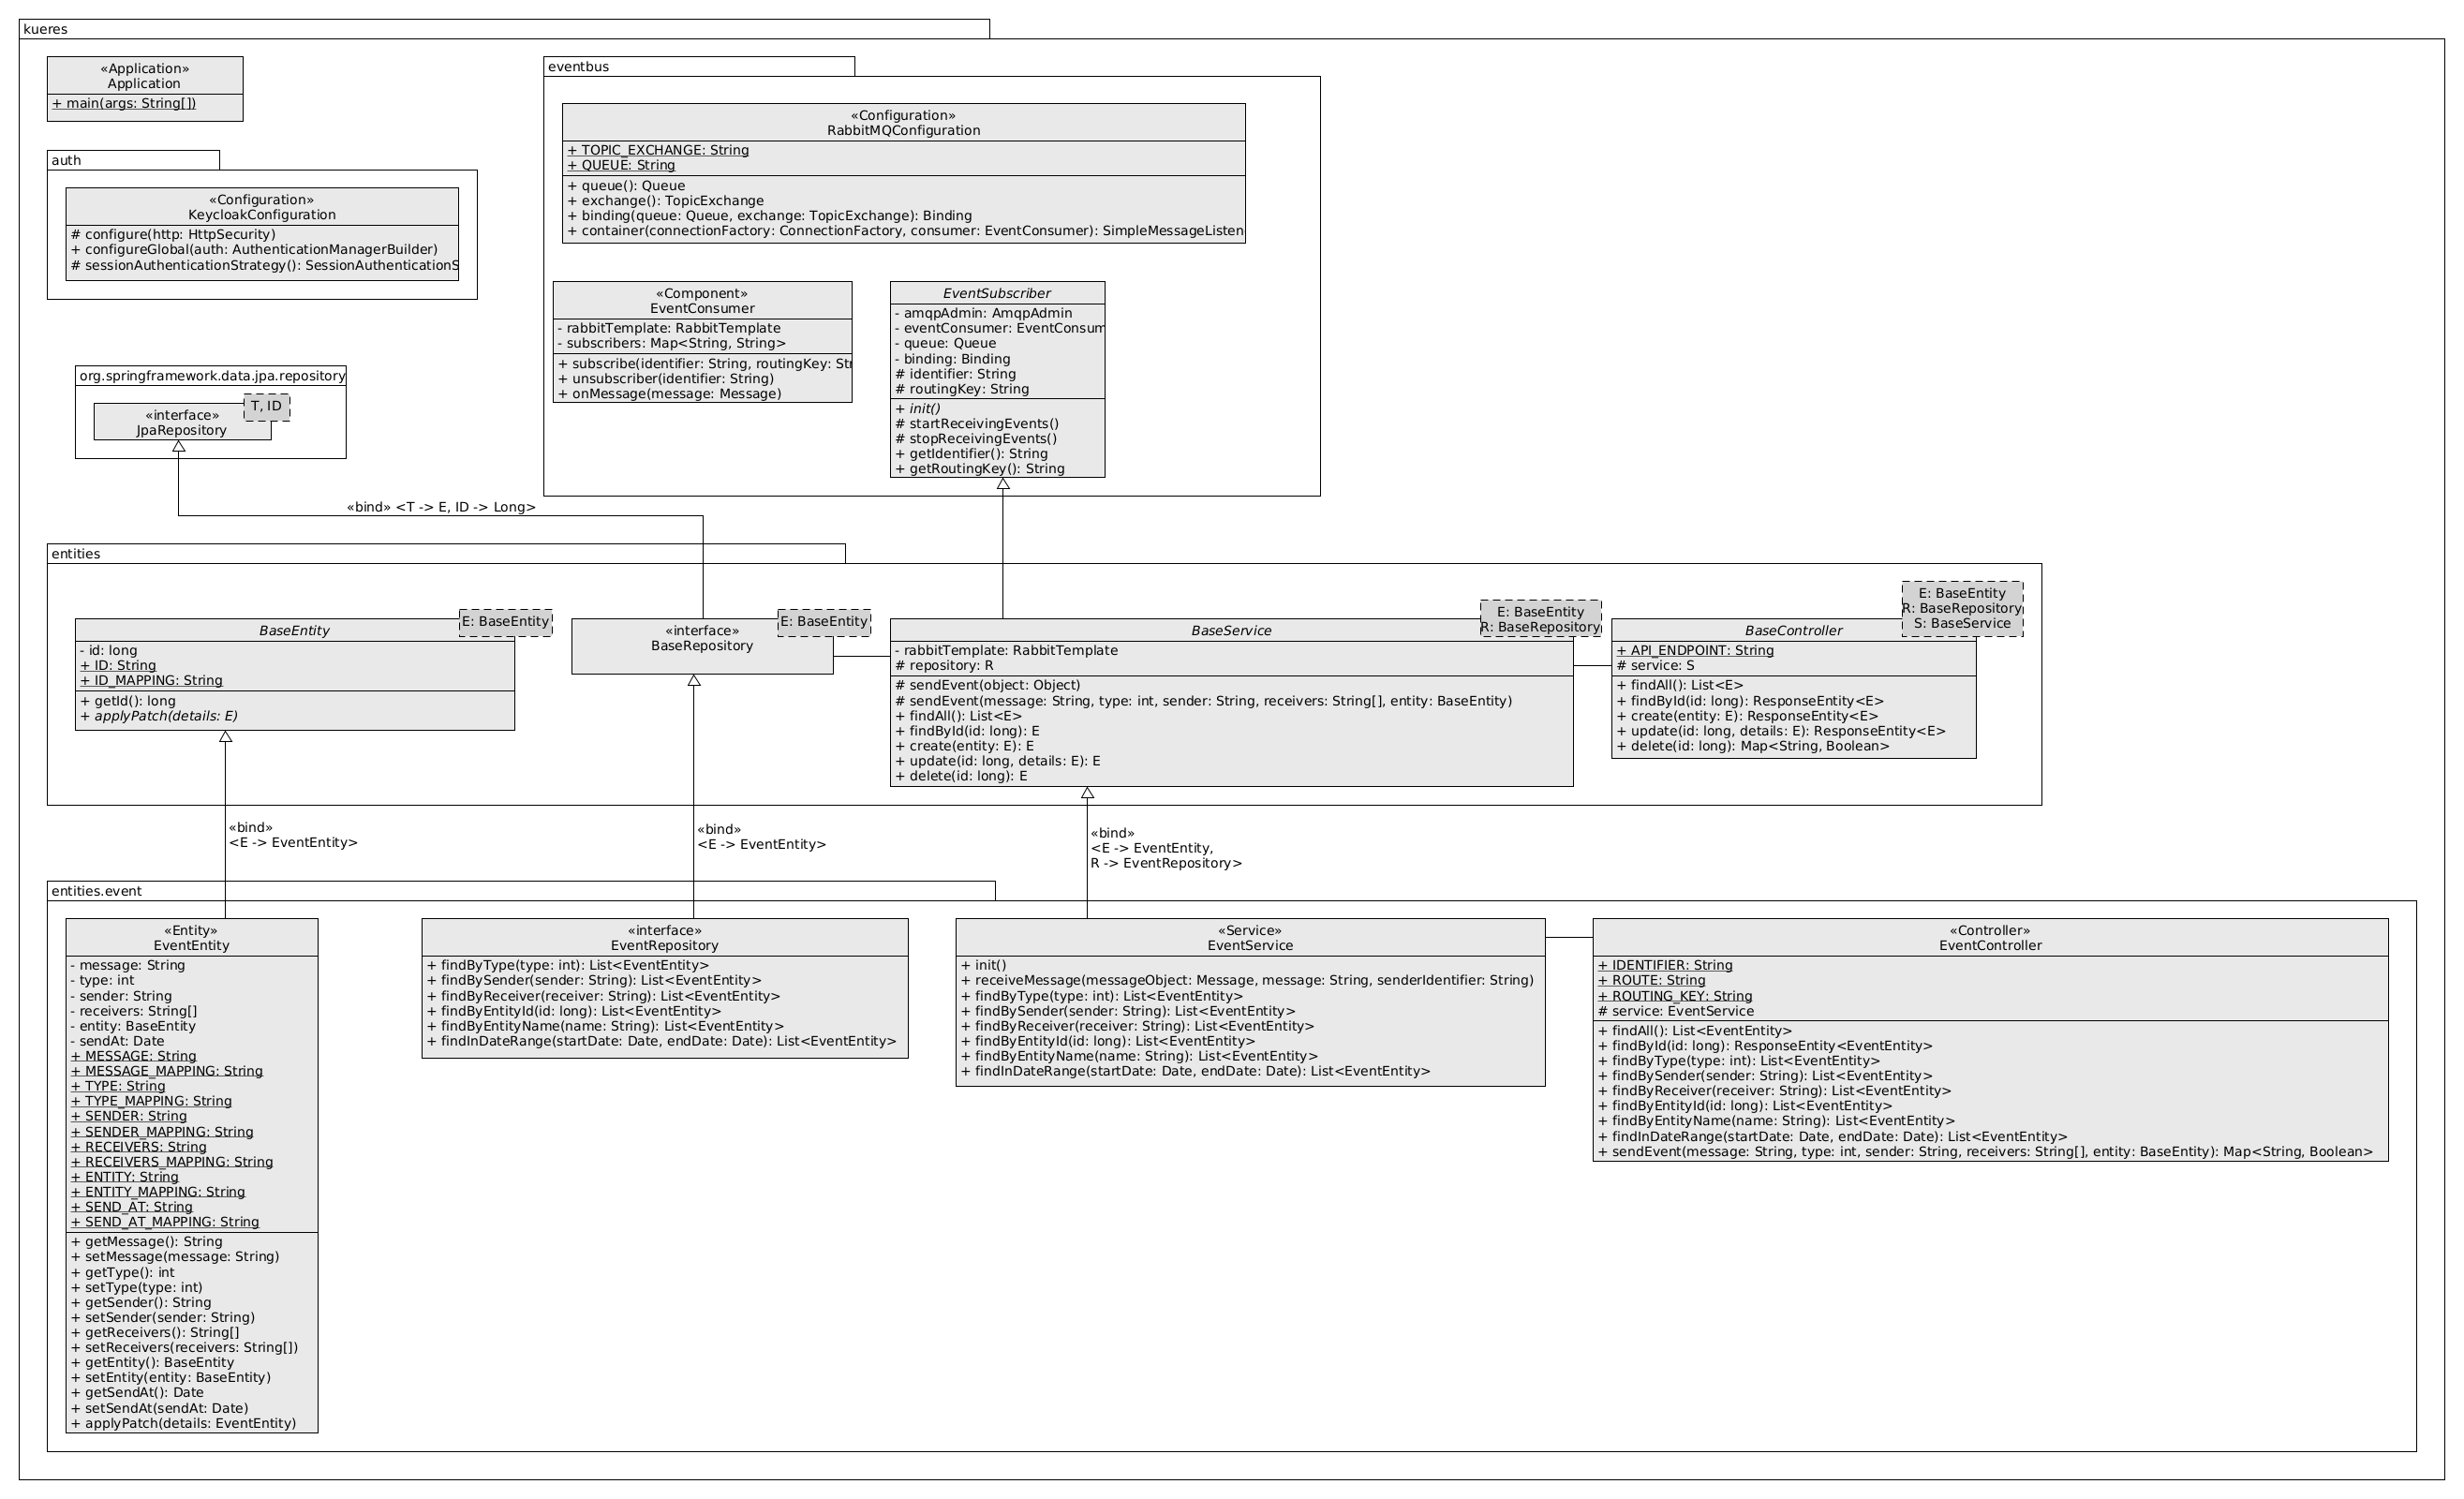 kueres
«Application»
Application
+ main(args: String[])
auth
«Configuration»
KeycloakConfiguration
# configure(http: HttpSecurity)
+ configureGlobal(auth: AuthenticationManagerBuilder)
# sessionAuthenticationStrategy(): SessionAuthenticationS
eventbus
«Configuration»
RabbitMQConfiguration
+ TOPIC_EXCHANGE: String
+ QUEUE: String
+ queue(): Queue
+ exchange(): TopicExchange
+ binding(queue: Queue, exchange: TopicExchange): Binding
+ container(connectionFactory: ConnectionFactory, consumer: EventConsumer): SimpleMessageListen
«Component»
EventConsumer
- rabbitTemplate: RabbitTemplate
- subscribers: Map<String, String>
+ subscribe(identifier: String, routingKey: Str
+ unsubscriber(identifier: String)
+ onMessage(message: Message)
EventSubscriber
- amqpAdmin: AmqpAdmin
- eventConsumer: EventConsum
- queue: Queue
- binding: Binding
# identifier: String
# routingKey: String
+ init()
# startReceivingEvents()
# stopReceivingEvents()
+ getIdentifier(): String
+ getRoutingKey(): String
org.springframework.data.jpa.repository
T, ID
«interface»
JpaRepository
«bind» <T -> E, ID -> Long>
entities
E: BaseEntity
BaseEntity
- id: long
+ ID: String
+ ID_MAPPING: String
+ getId(): long
+ applyPatch(details: E)
E: BaseEntity
«interface»
BaseRepository
E: BaseEntity
R: BaseRepository
BaseService
- rabbitTemplate: RabbitTemplate
# repository: R
# sendEvent(object: Object)
# sendEvent(message: String, type: int, sender: String, receivers: String[], entity: BaseEntity)
+ findAll(): List<E>
+ findById(id: long): E
+ create(entity: E): E
+ update(id: long, details: E): E
+ delete(id: long): E
E: BaseEntity
R: BaseRepository
S: BaseService
BaseController
+ API_ENDPOINT: String
# service: S
+ findAll(): List<E>
+ findById(id: long): ResponseEntity<E>
+ create(entity: E): ResponseEntity<E>
+ update(id: long, details: E): ResponseEntity<E>
+ delete(id: long): Map<String, Boolean>
«bind»
<E -> EventEntity>
«bind»
<E -> EventEntity>
«bind»
<E -> EventEntity,
R -> EventRepository>
entities.event
«Entity»
EventEntity
- message: String
- type: int
- sender: String
- receivers: String[]
- entity: BaseEntity
- sendAt: Date
+ MESSAGE: String
+ MESSAGE_MAPPING: String
+ TYPE: String
+ TYPE_MAPPING: String
+ SENDER: String
+ SENDER_MAPPING: String
+ RECEIVERS: String
+ RECEIVERS_MAPPING: String
+ ENTITY: String
+ ENTITY_MAPPING: String
+ SEND_AT: String
+ SEND_AT_MAPPING: String
+ getMessage(): String
+ setMessage(message: String)
+ getType(): int
+ setType(type: int)
+ getSender(): String
+ setSender(sender: String)
+ getReceivers(): String[]
+ setReceivers(receivers: String[])
+ getEntity(): BaseEntity
+ setEntity(entity: BaseEntity)
+ getSendAt(): Date
+ setSendAt(sendAt: Date)
+ applyPatch(details: EventEntity)
«interface»
EventRepository
+ findByType(type: int): List<EventEntity>
+ findBySender(sender: String): List<EventEntity>
+ findByReceiver(receiver: String): List<EventEntity>
+ findByEntityId(id: long): List<EventEntity>
+ findByEntityName(name: String): List<EventEntity>
+ findInDateRange(startDate: Date, endDate: Date): List<EventEntity>
«Service»
EventService
+ init()
+ receiveMessage(messageObject: Message, message: String, senderIdentifier: String)
+ findByType(type: int): List<EventEntity>
+ findBySender(sender: String): List<EventEntity>
+ findByReceiver(receiver: String): List<EventEntity>
+ findByEntityId(id: long): List<EventEntity>
+ findByEntityName(name: String): List<EventEntity>
+ findInDateRange(startDate: Date, endDate: Date): List<EventEntity>
«Controller»
EventController
+ IDENTIFIER: String
+ ROUTE: String
+ ROUTING_KEY: String
# service: EventService
+ findAll(): List<EventEntity>
+ findById(id: long): ResponseEntity<EventEntity>
+ findByType(type: int): List<EventEntity>
+ findBySender(sender: String): List<EventEntity>
+ findByReceiver(receiver: String): List<EventEntity>
+ findByEntityId(id: long): List<EventEntity>
+ findByEntityName(name: String): List<EventEntity>
+ findInDateRange(startDate: Date, endDate: Date): List<EventEntity>
+ sendEvent(message: String, type: int, sender: String, receivers: String[], entity: BaseEntity): Map<String, Boolean>